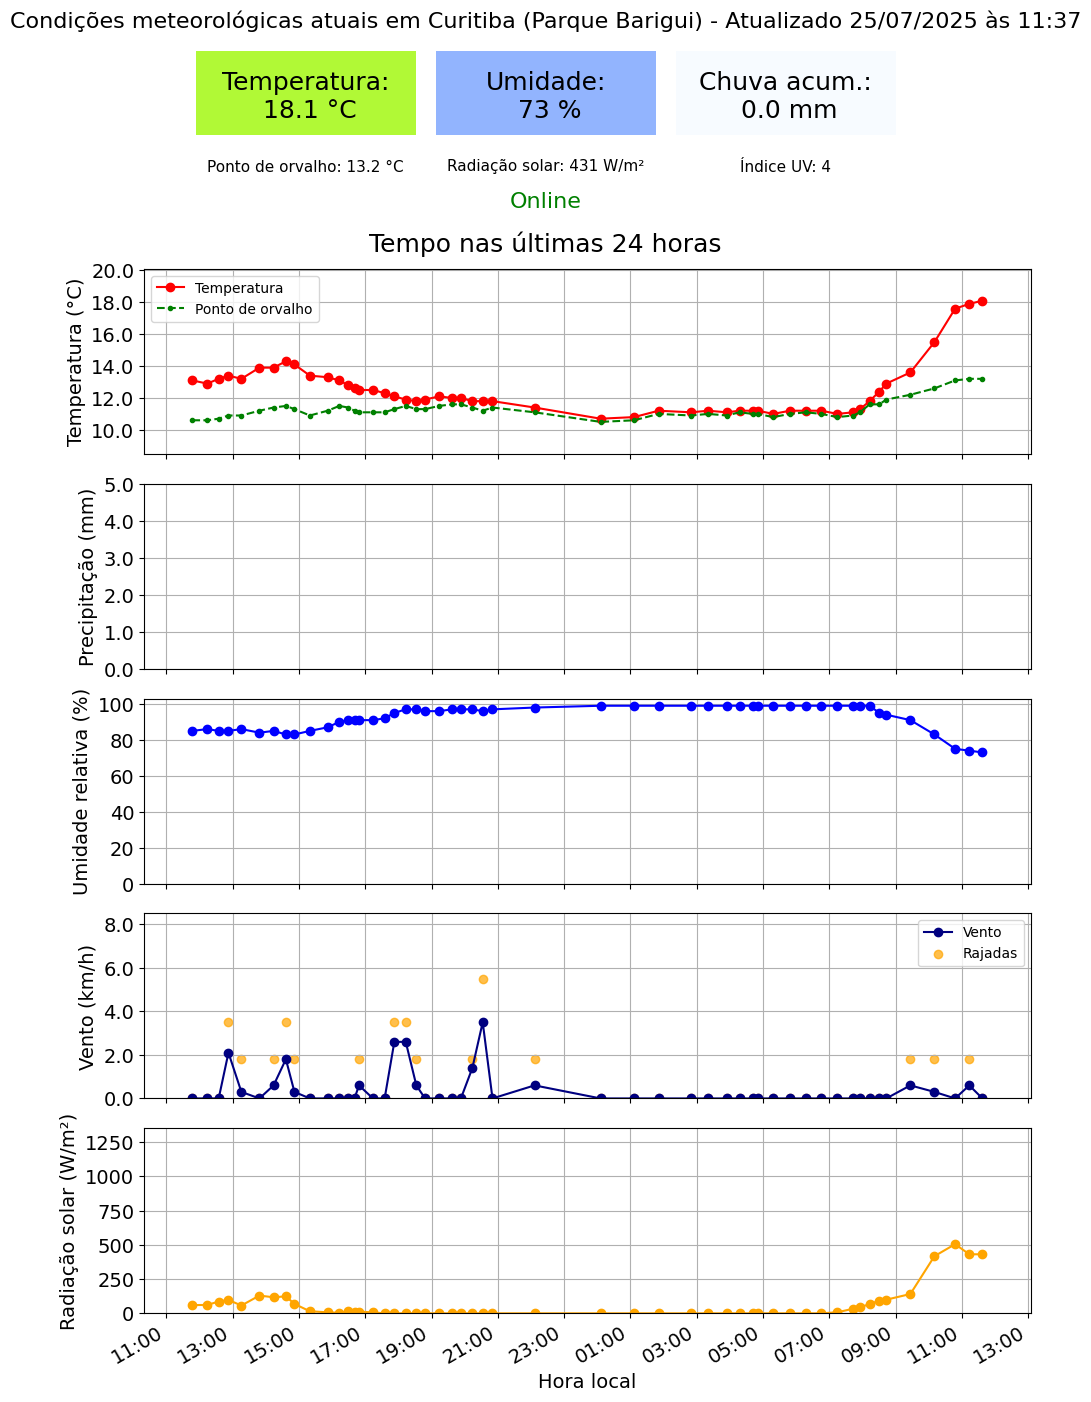 Condições meteorológicas atuais em Curitiba (Parque Barigui) - Atualizado 25/07/2025 às 11:37
Temperatura:
18.1 °C
Umidade:
73 %
Chuva acum.:
0.0 mm
Ponto de orvalho: 13.2 °C
Radiação solar: 431 W/m²
Índice UV: 4
Online
Tempo nas últimas 24 horas
Temperatura (°C)
20.0
18.0
16.0
14.0
12.0
10.0
Temperatura
Ponto de orvalho
Precipitação (mm)
5.0
4.0
3.0
2.0
1.0
0.0
Umidade relativa (%)
100
80
60
40
20
0
Vento (km/h)
8.0
6.0
4.0
2.0
0.0
Vento
Rajadas
Radiação solar (W/m²)
1250
1000
750
500
250
0
11:00
13:00
15:00
17:00
19:00
21:00
23:00
01:00
03:00
05:00
07:00
09:00
11:00
13:00
Hora local